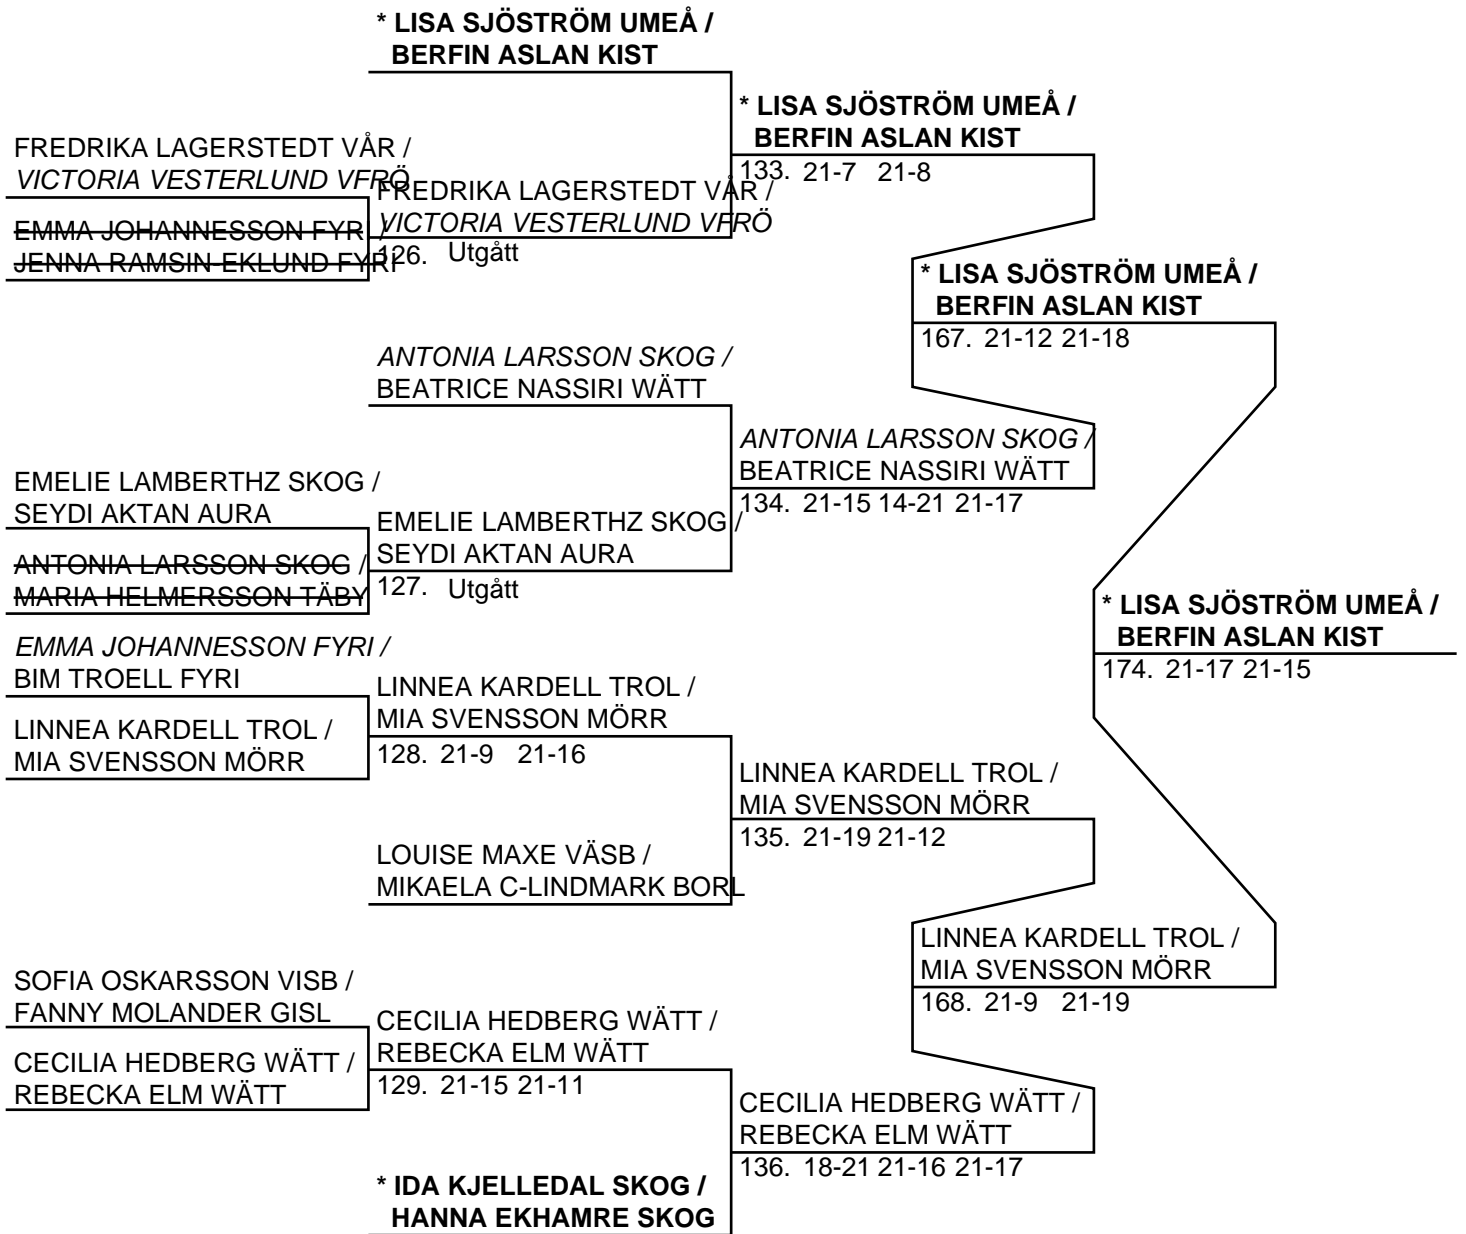 * LISA SJÖSTRÖM UMEÅ /
BERFIN ASLAN KIST
* LISA SJÖSTRÖM UMEÅ /
BERFIN ASLAN KIST
133. 21-7 21-8
FREDRIKA LAGERSTEDT VÅR /
VICTORIA VESTERLUND VFRÖ
FREDRIKA LAGERSTEDT VÅR /
VICTORIA VESTERLUND VFRÖ
126. Utgått
EMMA JOHANNESSON FYRI /
JENNA RAMSIN-EKLUND FYRI
* LISA SJÖSTRÖM UMEÅ /
BERFIN ASLAN KIST
167. 21-12 21-18
ANTONIA LARSSON SKOG /
BEATRICE NASSIRI WÄTT
ANTONIA LARSSON SKOG /
BEATRICE NASSIRI WÄTT
134. 21-15 14-21 21-17
EMELIE LAMBERTHZ SKOG /
SEYDI AKTAN AURA
EMELIE LAMBERTHZ SKOG /
SEYDI AKTAN AURA
127. Utgått
ANTONIA LARSSON SKOG /
MARIA HELMERSSON TÄBY
* LISA SJÖSTRÖM UMEÅ /
BERFIN ASLAN KIST
174. 21-17 21-15
EMMA JOHANNESSON FYRI /
BIM TROELL FYRI
LINNEA KARDELL TROL /
MIA SVENSSON MÖRR
128. 21-9 21-16
LINNEA KARDELL TROL /
MIA SVENSSON MÖRR
LINNEA KARDELL TROL /
MIA SVENSSON MÖRR
135. 21-19 21-12
LOUISE MAXE VÄSB /
MIKAELA C-LINDMARK BORL
LINNEA KARDELL TROL /
MIA SVENSSON MÖRR
168. 21-9 21-19
SOFIA OSKARSSON VISB /
FANNY MOLANDER GISL
CECILIA HEDBERG WÄTT /
REBECKA ELM WÄTT
129. 21-15 21-11
CECILIA HEDBERG WÄTT /
REBECKA ELM WÄTT
CECILIA HEDBERG WÄTT /
REBECKA ELM WÄTT
136. 18-21 21-16 21-17
* IDA KJELLEDAL SKOG /
HANNA EKHAMRE SKOG